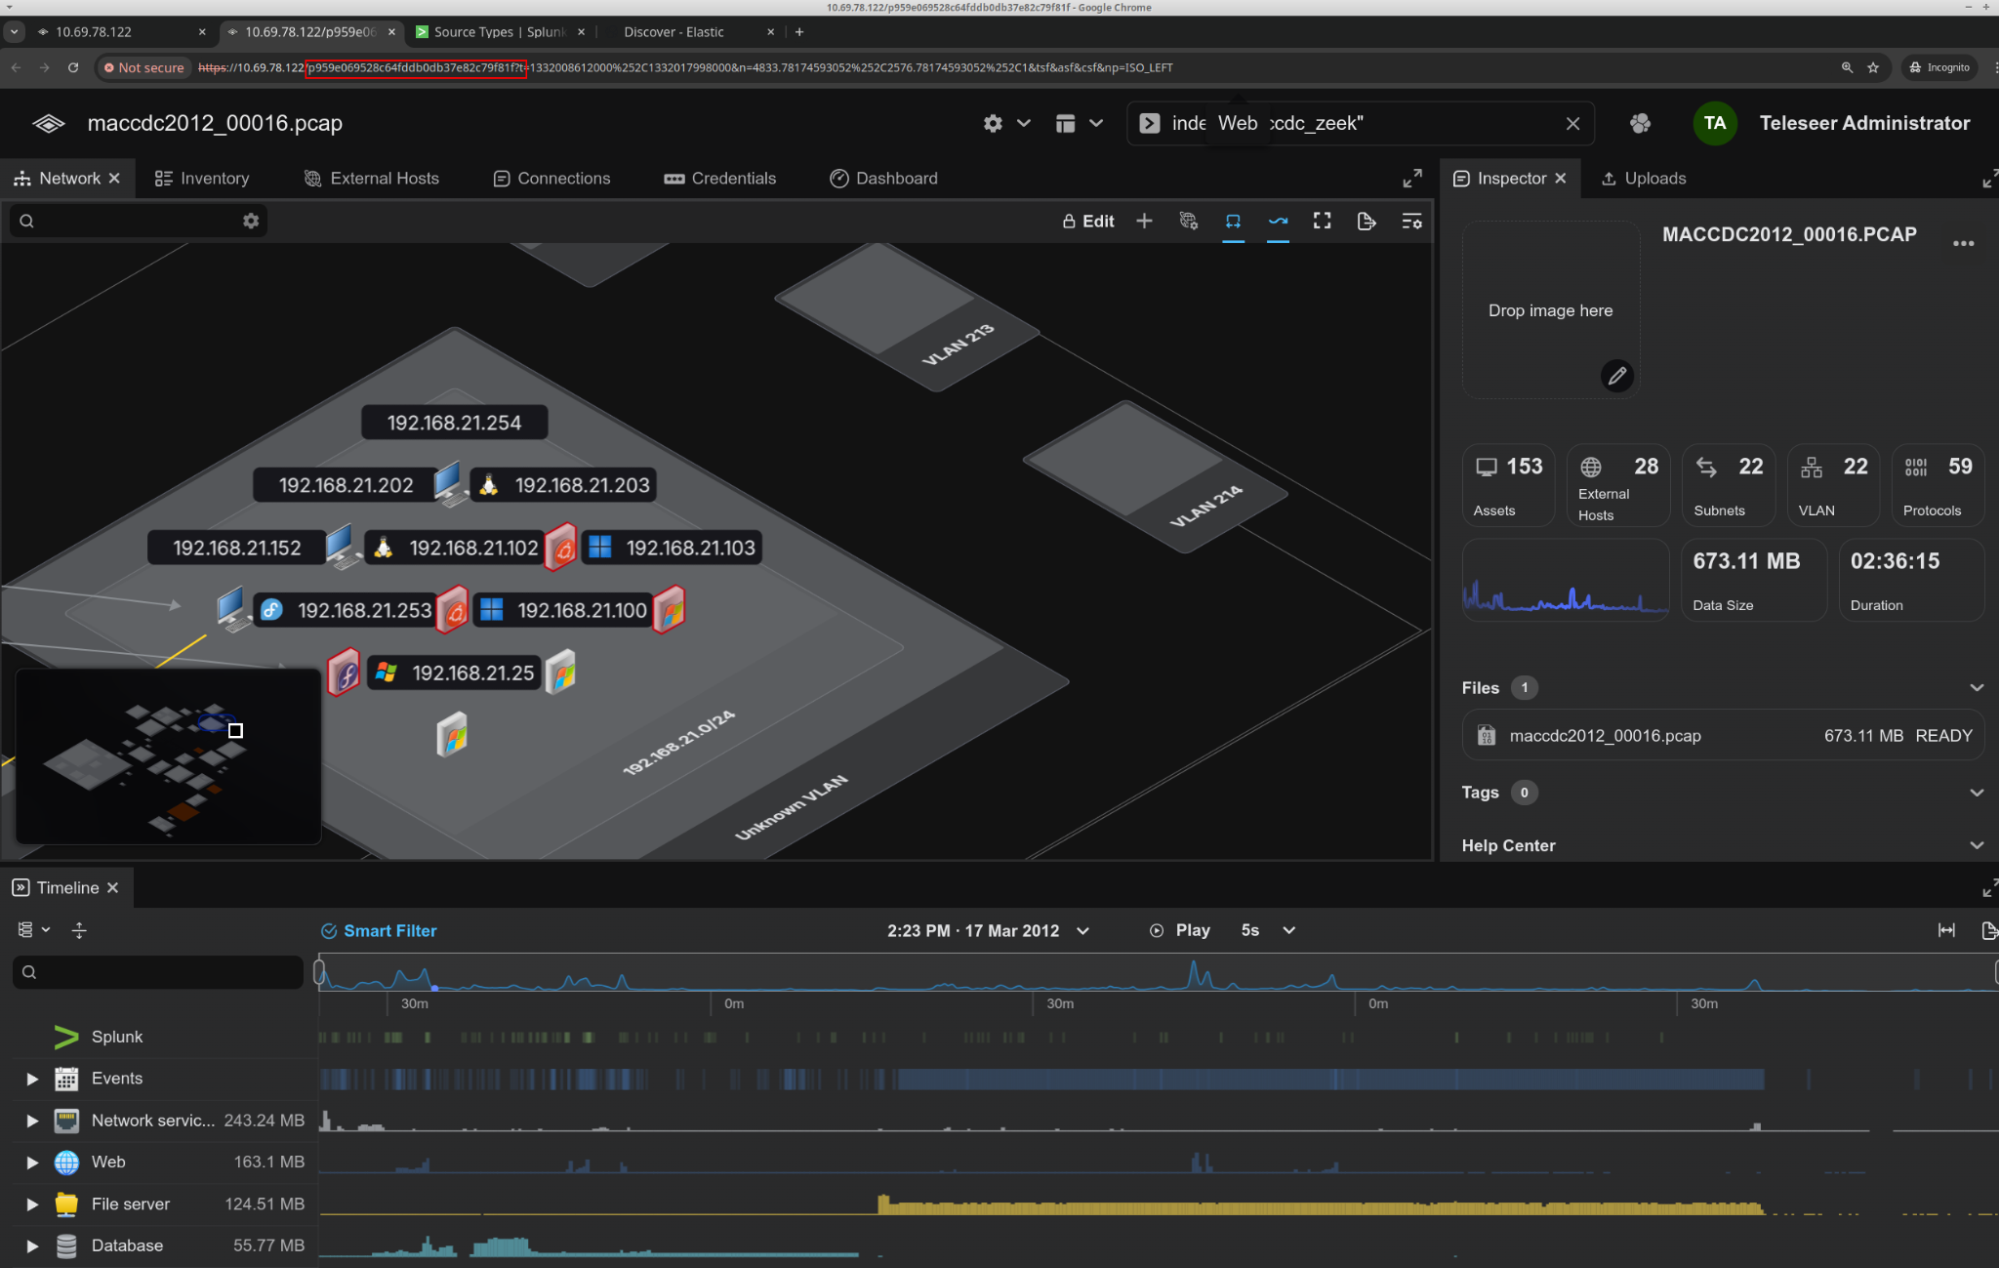 10.69.78.122/p959e069528c64fddb0db37e82c79f81f - Google Chrome
10.69.78.122
10.69.78.122/p959e06
Source Types | Splunk
Discover - Elastic
Not secure
https://10.69.78.122/p959e069528c64fddb0db37e82c79f81f?t=1332008612000%252C1332017998000&n=4833.78174593052%252C2576.78174593052%252C1&tsf&asf&csf&np=ISO_LEFT
Incognito
maccdc2012_00016.pcap
inde
Web
ccdc_zeek"
TA
Teleseer Administrator
Network
Inventory
External Hosts
Connections
Credentials
Dashboard
Inspector
Uploads
Edit
VLAN 213
VLAN 214
192.168.21.254
192.168.21.202
192.168.21.203
192.168.21.152
192.168.21.102
192.168.21.103
192.168.21.253
192.168.21.100
192.168.21.25
192.168.21.0/24
Unknown VLAN
Drop image here
MACCDC2012_00016.PCAP
153
Assets
28
External
Hosts
22
Subnets
22
VLAN
59
Protocols
673.11 MB
Data Size
02:36:15
Duration
Files 1
maccdc2012_00016.pcap 673.11 MB READY
Tags 0
Help Center
Timeline
Smart Filter
2:23 PM · 17 Mar 2012
Play
5s
30m
0m
30m
0m
30m
Splunk
Events
Network servic... 243.24 MB
Web 163.1 MB
File server 124.51 MB
Database 55.77 MB